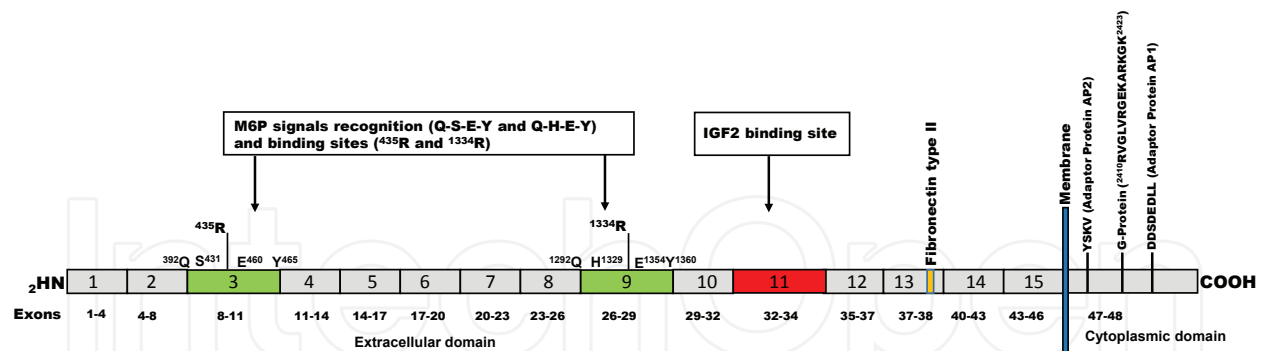 M6P signals recognition (Q-S-E-Y and Q-H-E-Y)
and binding sites (⁴³⁵R and ¹³³⁴R)
IGF2 binding site
Fibronectin type II
Membrane
YSKV (Adaptor Protein AP2)
G-Protein (²⁴¹⁰RVGLVRGEKARKGK²⁴²³)
DDSDEDLL (Adaptor Protein AP1)
⁴³⁵R
¹³³⁴R
³⁹²Q S⁴³¹ E⁴⁶⁰ Y⁴⁶⁵
¹²⁹²Q H¹³²⁹ E¹³⁵⁴Y¹³⁶⁰
₂HN 1 2 3 4 5 6 7 8 9 10 11 12 13 14 15 COOH
Exons 1-4 4-8 8-11 11-14 14-17 17-20 20-23 23-26 26-29 29-32 32-34 35-37 37-38 40-43 43-46 47-48
Extracellular domain
Cytoplasmic domain
IntechOpen